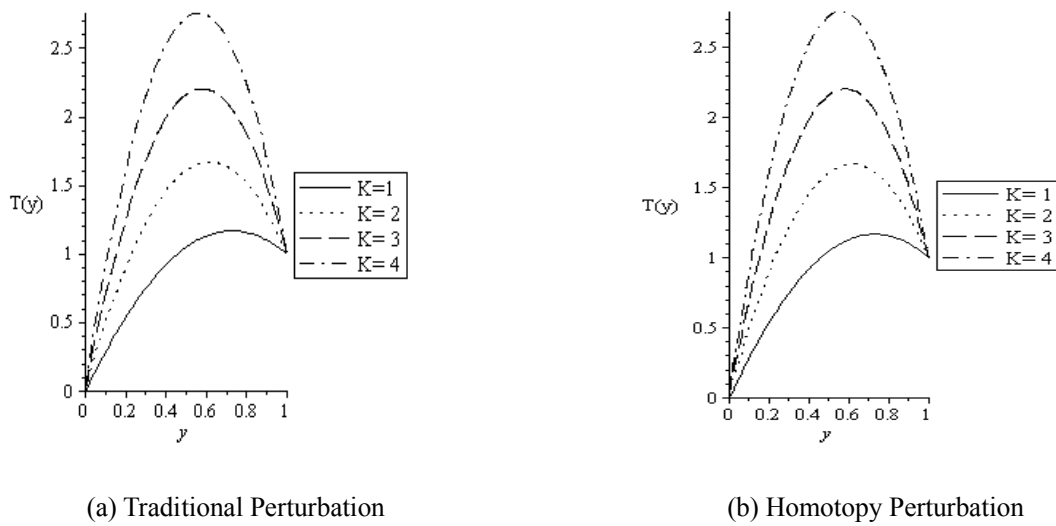 2.5
2
1.5
T(y)
1
0.5
0
0 0.2 0.4 0.6 0.8 1
y
K=1
K= 2
K= 3
K= 4
(a) Traditional Perturbation
2.5
2
1.5
T(y)
1
0.5
0
0 0.2 0.4 0.6 0.8 1
y
K= 1
K= 2
K= 3
K= 4
(b) Homotopy Perturbation